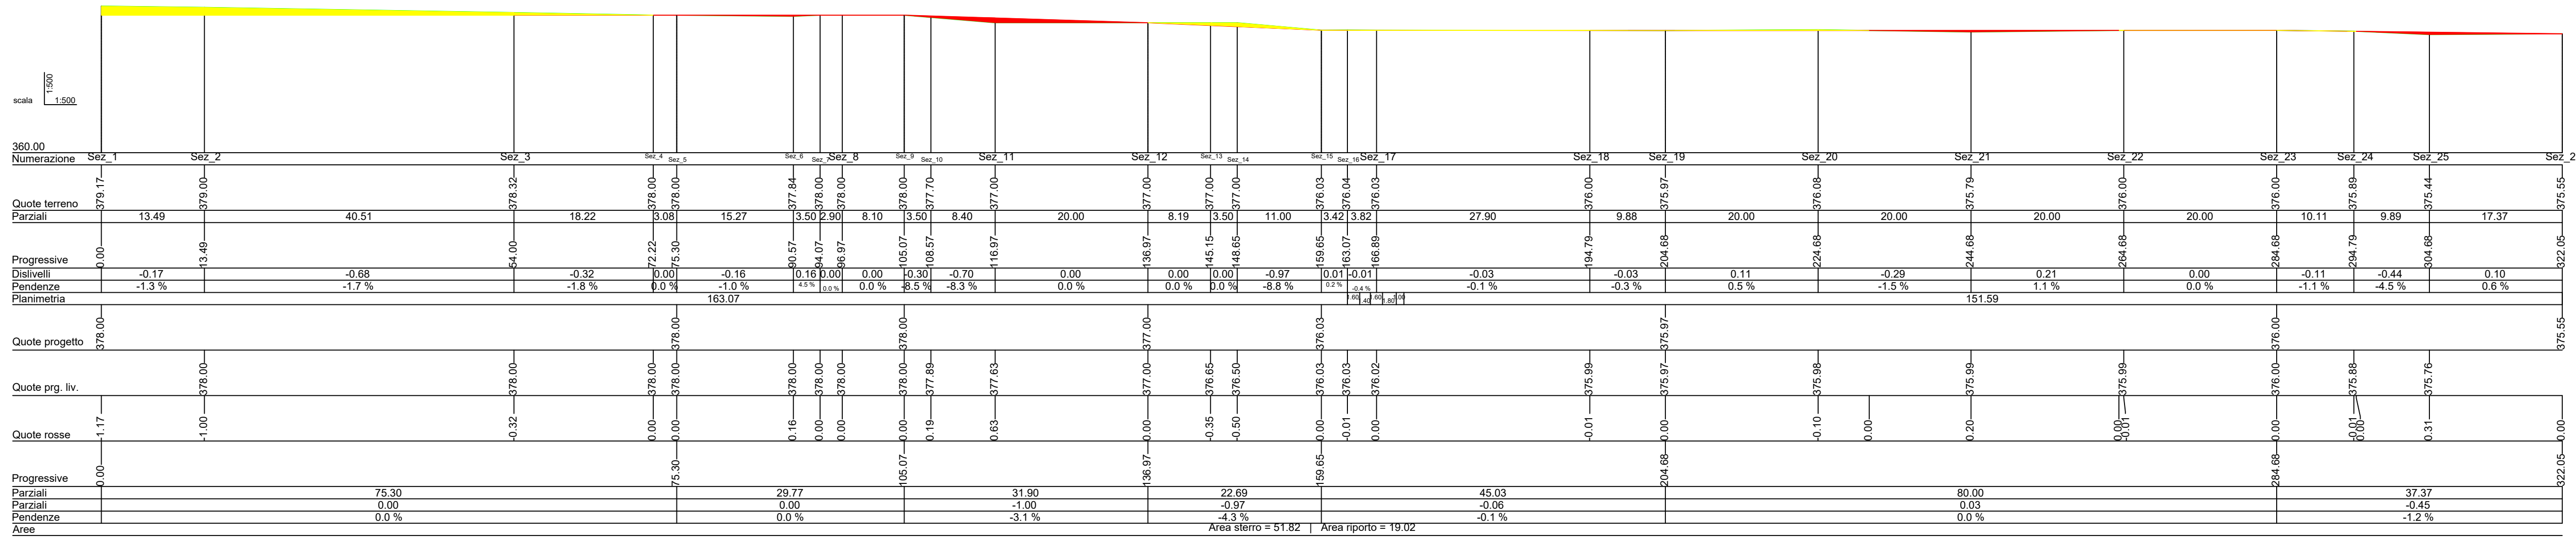 1:500
scala 1:500
360.00
Numerazione Sez_1 Sez_2 Sez_3 Sez_4 Sez_5 Sez_6 Sez_7 Sez_8 Sez_9 Sez_10 Sez_11 Sez_12 Sez_13 Sez_14 Sez_15 Sez_16 Sez_17 Sez_18 Sez_19 Sez_20 Sez_21 Sez_22 Sez_23 Sez_24 Sez_25 Sez_2
Quote terreno 379.17 379.00 378.32 378.00 378.00 377.84 378.00 378.00 378.00 377.70 377.00 377.00 377.00 377.00 376.03 376.04 376.03 376.00 375.97 376.08 375.79 376.00 376.00 375.89 375.44 375.55
Parziali 13.49 40.51 18.22 3.08 15.27 3.50 2.90 8.10 3.50 8.40 20.00 8.19 3.50 11.00 3.42 3.82 27.90 9.88 20.00 20.00 20.00 20.00 10.11 9.89 17.37
Progressive 0.00 13.49 54.00 72.22 75.30 90.57 94.07 96.97 105.07 108.57 116.97 136.97 145.15 148.65 159.65 163.07 166.89 194.79 204.68 224.68 244.68 264.68 284.68 294.79 304.68 322.05
Dislivelli -0.17 -0.68 -0.32 0.00 -0.16 0.16 0.00 0.00 -0.30 -0.70 0.00 0.00 0.00 -0.97 0.01 -0.01 -0.03 -0.03 0.11 -0.29 0.21 0.00 -0.11 -0.44 0.10
Pendenze -1.3 % -1.7 % -1.8 % 0.0 % -1.0 % 4.5 % 0.0 % 0.0 % -8.5 % -8.3 % 0.0 % 0.0 % 0.0 % -8.8 % 0.2 % -0.4 % -0.1 % -0.3 % 0.5 % -1.5 % 1.1 % 0.0 % -1.1 % -4.5 % 0.6 %
Planimetria 163.07 151.59
Quote progetto 378.00 378.00 378.00 377.00 376.03 375.97 376.00 375.55
Quote prg. liv. 378.00 378.00 378.00 378.00 378.00 378.00 378.00 378.00 377.89 377.63 377.00 376.65 376.50 376.03 376.03 376.02 375.99 375.97 375.98 375.99 375.99 376.00 375.88 375.76
Quote rosse -1.17 -1.00 -0.32 0.00 0.00 0.16 0.00 0.00 0.00 0.19 0.63 0.00 -0.35 -0.50 0.00 -0.01 0.00 -0.01 0.00 -0.10 0.00 0.20 0.00 -0.01 0.00 -0.01 0.00 0.31 0.00
Progressive 0.00 75.30 105.07 136.97 159.65 204.68 284.68 322.05
Parziali 75.30 29.77 31.90 22.69 45.03 80.00 37.37
Parziali 0.00 0.00 -1.00 -0.97 -0.06 0.03 -0.45
Pendenze 0.0 % 0.0 % -3.1 % -4.3 % -0.1 % 0.0 % -1.2 %
Aree Area sterro = 51.82 | Area riporto = 19.02